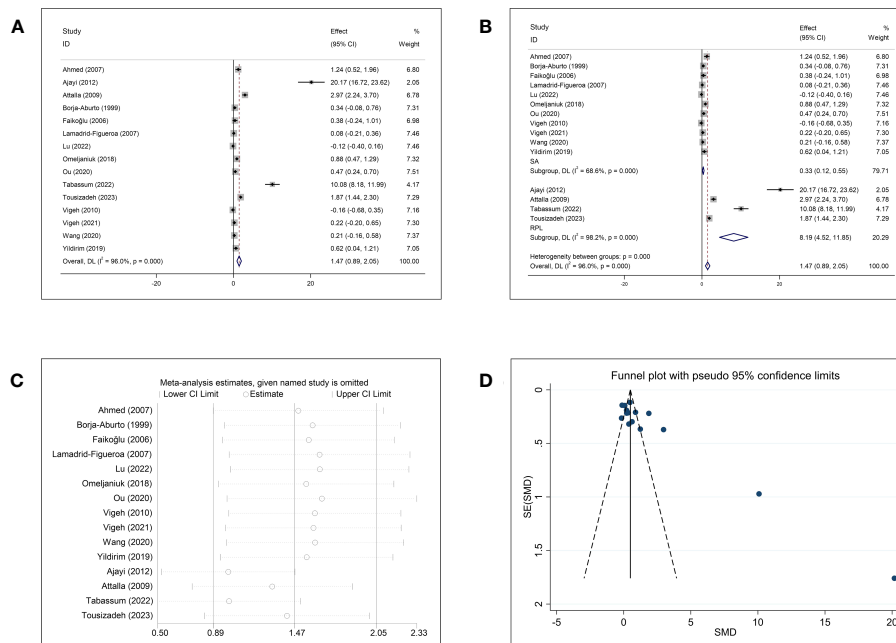 A
Study
Effect
%
ID
(95% CI)
Weight
Ahmed (2007) 1.24 (0.52, 1.96) 6.80
Ajayi (2012) 20.17 (16.72, 23.62) 2.05
Attalla (2009) 2.97 (2.24, 3.70) 6.78
Borja-Aburto (1999) 0.34 (-0.08, 0.76) 7.31
Faikoğlu (2006) 0.38 (-0.24, 1.01) 6.98
Lamadrid-Figueroa (2007) 0.08 (-0.21, 0.36) 7.46
Lu (2022) -0.12 (-0.40, 0.16) 7.46
Omeljaniuk (2018) 0.88 (0.47, 1.29) 7.32
Ou (2020) 0.47 (0.24, 0.70) 7.51
Tabassum (2022) 10.08 (8.18, 11.99) 4.17
Tousizadeh (2023) 1.87 (1.44, 2.30) 7.29
Vigeh (2010) -0.16 (-0.68, 0.35) 7.16
Vigeh (2021) 0.22 (-0.20, 0.65) 7.30
Wang (2020) 0.21 (-0.16, 0.58) 7.37
Yildirim (2019) 0.62 (0.04, 1.21) 7.05
Overall, DL (I² = 96.0%, p = 0.000) 1.47 (0.89, 2.05) 100.00
-20 0 20
B
Study
Effect
%
ID
(95% CI)
Weight
Ahmed (2007) 1.24 (0.52, 1.96) 6.80
Borja-Aburto (1999) 0.34 (-0.08, 0.76) 7.31
Faikoğlu (2006) 0.38 (-0.24, 1.01) 6.98
Lamadrid-Figueroa (2007) 0.08 (-0.21, 0.36) 7.46
Lu (2022) -0.12 (-0.40, 0.16) 7.46
Omeljaniuk (2018) 0.88 (0.47, 1.29) 7.32
Ou (2020) 0.47 (0.24, 0.70) 7.51
Vigeh (2010) -0.16 (-0.68, 0.35) 7.16
Vigeh (2021) 0.22 (-0.20, 0.65) 7.30
Wang (2020) 0.21 (-0.16, 0.58) 7.37
Yildirim (2019) 0.62 (0.04, 1.21) 7.05
SA
Subgroup, DL (I² = 68.6%, p = 0.000) 0.33 (0.12, 0.55) 79.71
Ajayi (2012) 20.17 (16.72, 23.62) 2.05
Attalla (2009) 2.97 (2.24, 3.70) 6.78
Tabassum (2022) 10.08 (8.18, 11.99) 4.17
Tousizadeh (2023) 1.87 (1.44, 2.30) 7.29
RPL
Subgroup, DL (I² = 98.2%, p = 0.000) 8.19 (4.52, 11.85) 20.29
Heterogeneity between groups: p = 0.000
Overall, DL (I² = 96.0%, p = 0.000) 1.47 (0.89, 2.05) 100.00
-20 0 20
C
Meta-analysis estimates, given named study is omitted
Lower CI Limit Estimate Upper CI Limit
Ahmed (2007)
Borja-Aburto (1999)
Faikoğlu (2006)
Lamadrid-Figueroa (2007)
Lu (2022)
Omeljaniuk (2018)
Ou (2020)
Vigeh (2010)
Vigeh (2021)
Wang (2020)
Yildirim (2019)
Ajayi (2012)
Attalla (2009)
Tabassum (2022)
Tousizadeh (2023)
0.50 0.89 1.47 2.05 2.33
D
Funnel plot with pseudo 95% confidence limits
SE(SMD)
0
.5
1
1.5
2
-5 0 5 10 15 20
SMD